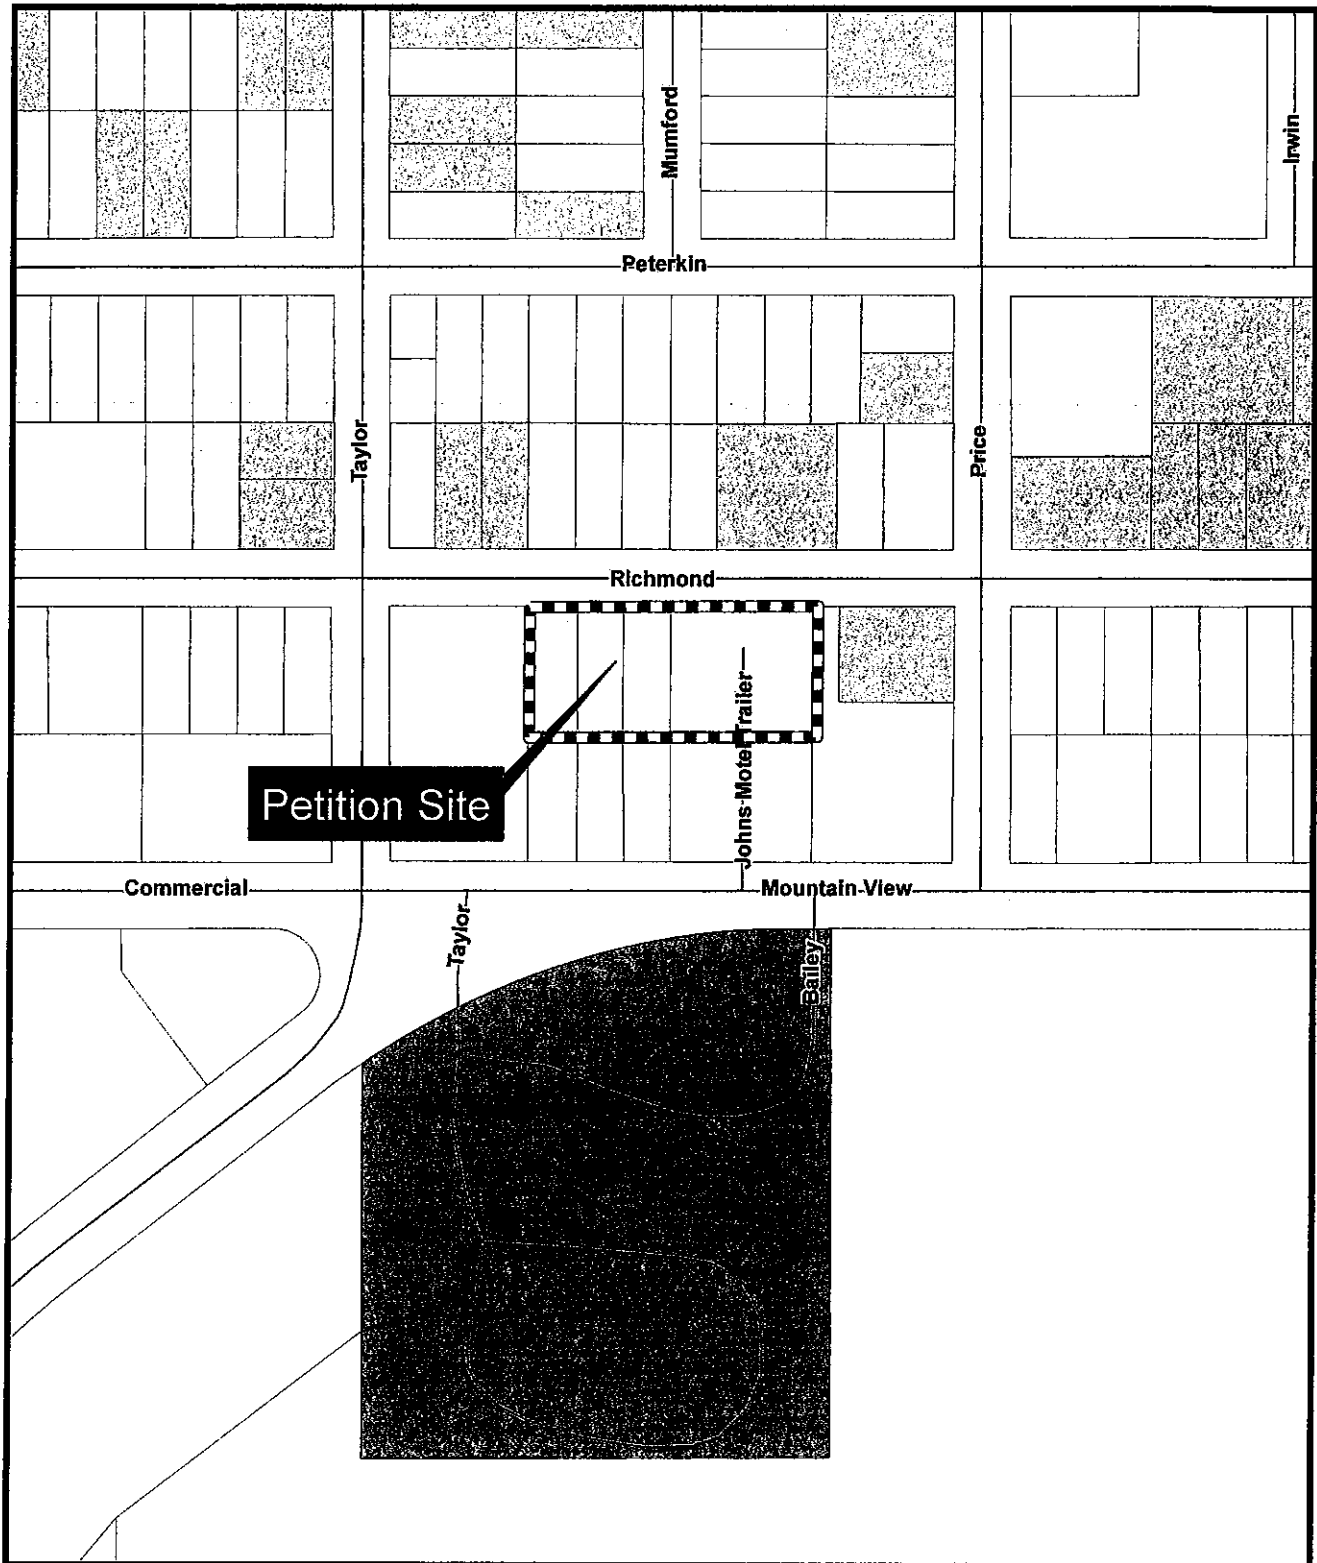 Mumford
Irwin
Peterkin
Taylor
Price
Richmond
Johns Motel Trailer
Petition Site
Commercial
Mountain View
Taylor
Bailey